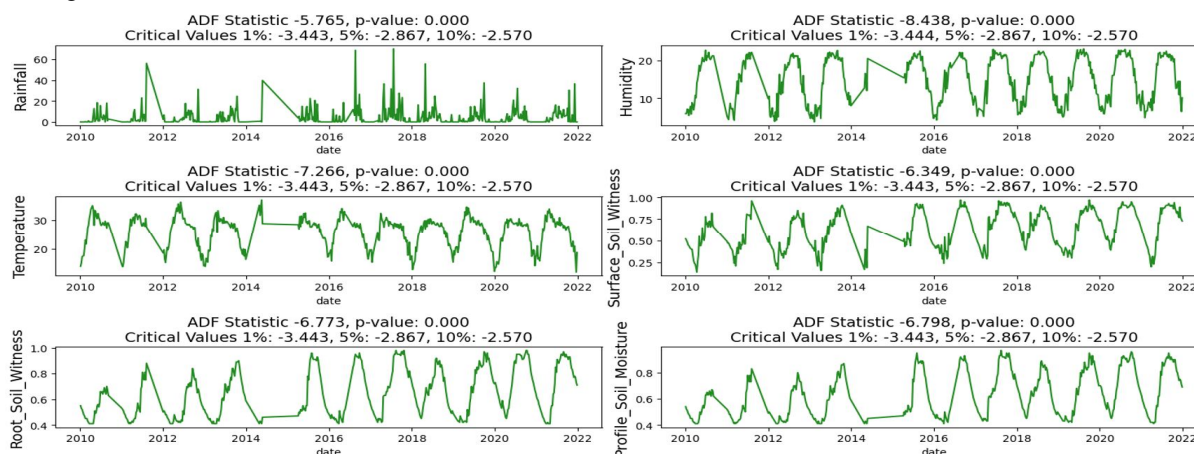 ADF Statistic -5.765, p-value: 0.000
Critical Values 1%: -3.443, 5%: -2.867, 10%: -2.570
Rainfall
60
40
20
0
2010 2012 2014 2016 2018 2020 2022
date
ADF Statistic -8.438, p-value: 0.000
Critical Values 1%: -3.444, 5%: -2.867, 10%: -2.570
Humidity
20
10
2010 2012 2014 2016 2018 2020 2022
date
ADF Statistic -7.266, p-value: 0.000
Critical Values 1%: -3.443, 5%: -2.867, 10%: -2.570
Temperature
30
20
2010 2012 2014 2016 2018 2020 2022
date
ADF Statistic -6.349, p-value: 0.000
Critical Values 1%: -3.443, 5%: -2.867, 10%: -2.570
Surface_Soil_Witness
1.00
0.75
0.50
0.25
2010 2012 2014 2016 2018 2020 2022
date
ADF Statistic -6.773, p-value: 0.000
Critical Values 1%: -3.443, 5%: -2.867, 10%: -2.570
Root_Soil_Witness
1.0
0.8
0.6
0.4
2010 2012 2014 2016 2018 2020 2022
date
ADF Statistic -6.798, p-value: 0.000
Critical Values 1%: -3.443, 5%: -2.867, 10%: -2.570
Profile_Soil_Moisture
0.8
0.6
0.4
2010 2012 2014 2016 2018 2020 2022
date